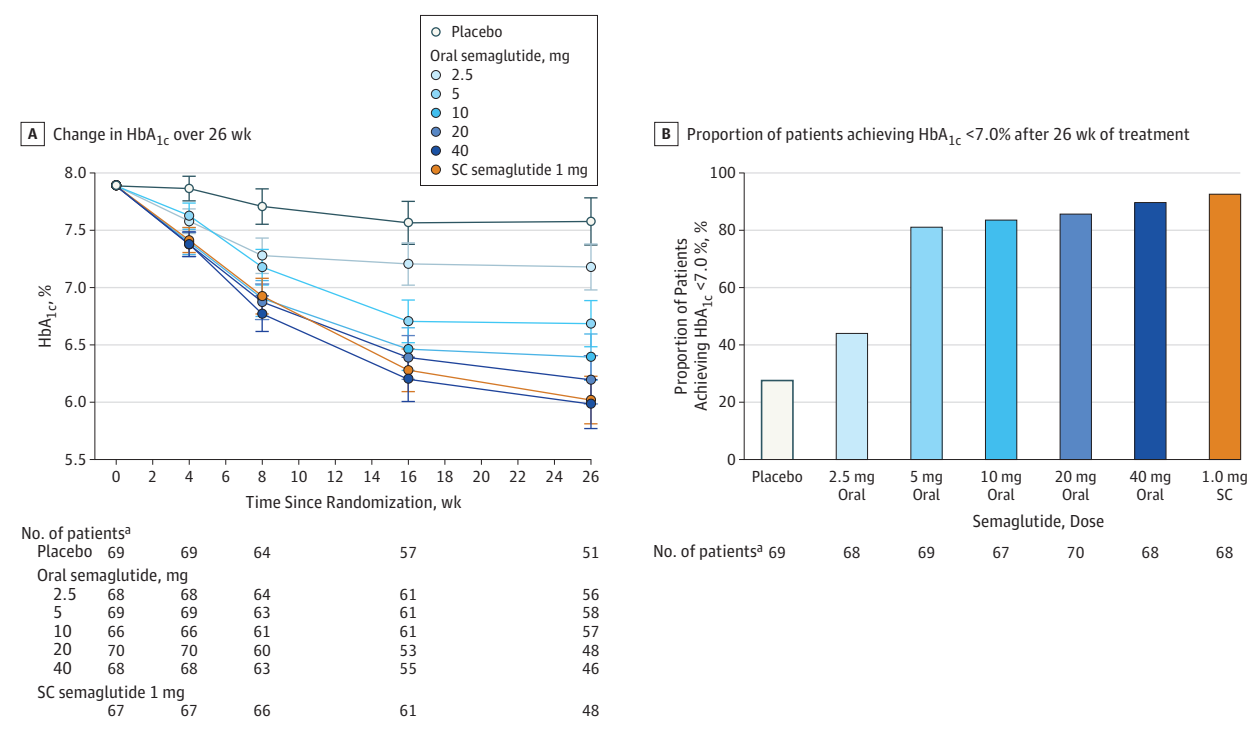 Placebo
Oral semaglutide, mg
2.5
5
10
20
40
SC semaglutide 1 mg
A Change in HbA1c over 26 wk
8.0
7.5
7.0
6.5
6.0
5.5
HbA1c, %
0 2 4 6 8 10 12 14 16 18 20 22 24 26
Time Since Randomization, wk
No. of patientsa
Placebo 69 69 64 57 51
Oral semaglutide, mg
2.5 68 68 64 61 56
5 69 69 63 61 58
10 66 66 61 61 57
20 70 70 60 53 48
40 68 68 63 55 46
SC semaglutide 1 mg
67 67 66 61 48
B Proportion of patients achieving HbA1c <7.0% after 26 wk of treatment
100
80
60
40
20
0
Proportion of Patients
Achieving HbA1c <7.0%, %
Placebo 2.5 mg 5 mg 10 mg 20 mg 40 mg 1.0 mg
Oral Oral Oral Oral Oral SC
Semaglutide, Dose
No. of patientsa 69 68 69 67 70 68 68